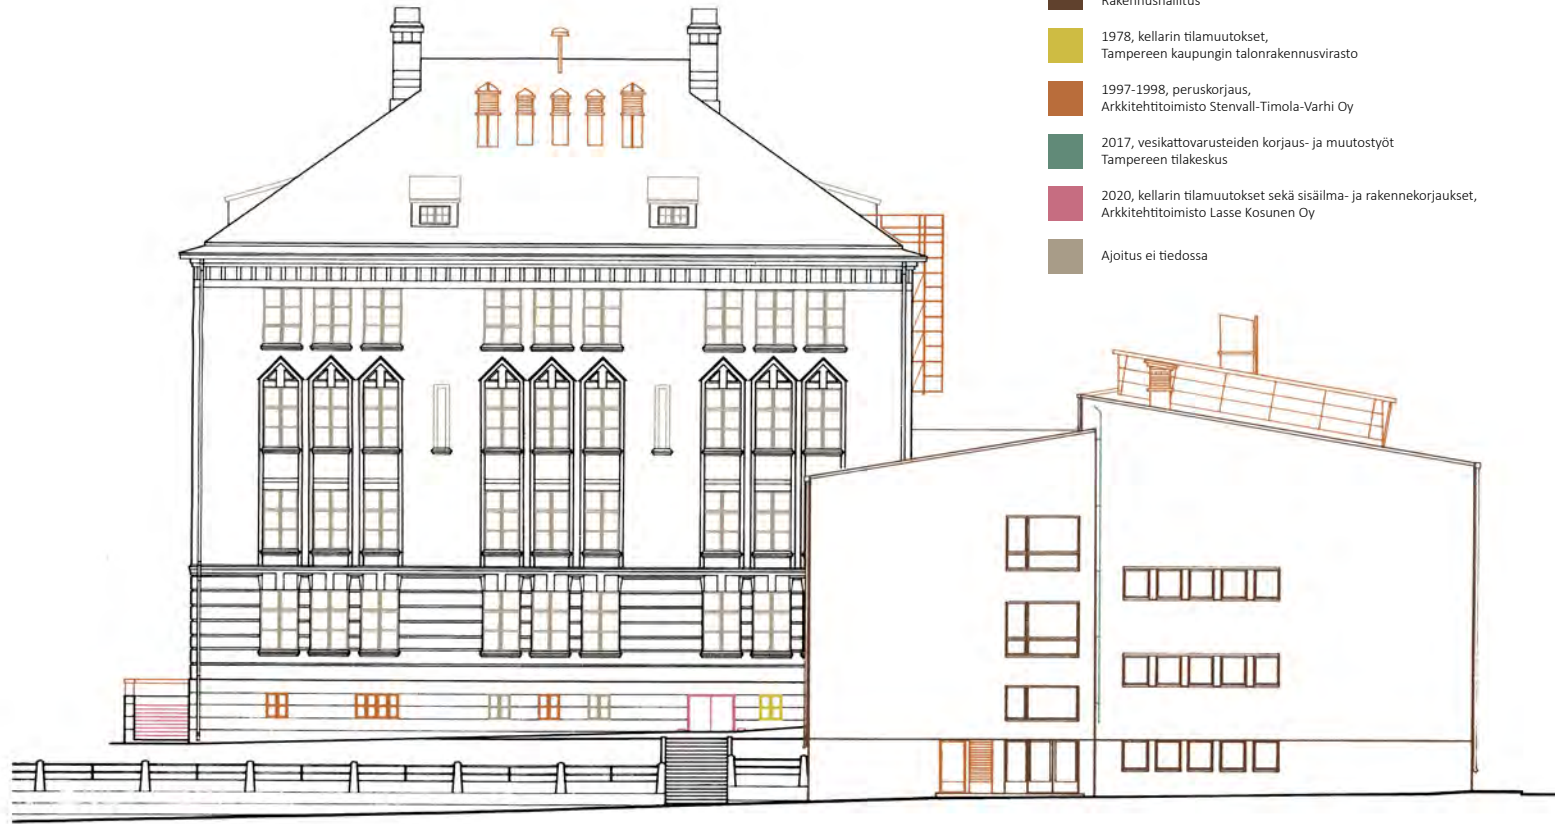 Rakennushallitus
1978, kellarin tilamuutokset,
Tampereen kaupungin talonrakennusvirasto
1997-1998, peruskorjaus,
Arkkitehtitoimisto Stenvall-Timola-Varhi Oy
2017, vesikattovarusteiden korjaus- ja muutostyöt
Tampereen tilakeskus
2020, kellarin tilamuutokset sekä sisäilma- ja rakennekorjaukset,
Arkkitehtitoimisto Lasse Kosunen Oy
Ajoitus ei tiedossa